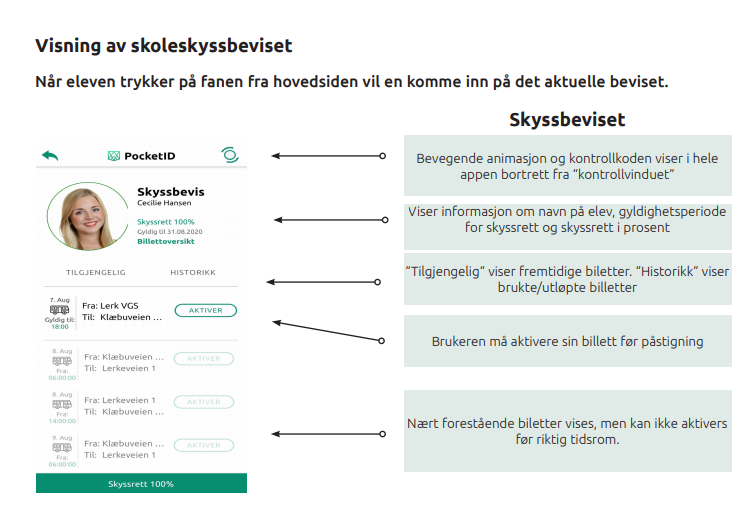 Visning av skoleskyssbeviset
Når eleven trykker på fanen fra hovedsiden vil en komme inn på det aktuelle beviset.
Skyssbeviset
PocketID
Skyssbevis
Cecilie Hansen
Skyssrett 100%
Gyldig til 31.08.2020
Billettoversikt
TILGJENGELIG HISTORIKK
7. Aug
Gyldig til:
18:00
Fra: Lerk VGS
Til: Klæbuveien ...
AKTIVER
8. Aug
Fra:
06:00:00
Fra: Klæbuveien ...
Til: Lerkeveien 1
AKTIVER
8. Aug
Fra:
14:00:00
Fra: Lerkeveien 1
Til: Klæbuveien ...
AKTIVER
9. Aug
Fra:
06:00:00
Fra: Klæbuveien ...
Til: Lerkeveien 1
AKTIVER
Skyssrett 100%
Bevegende animasjon og kontrollkoden viser i hele
appen bortrett fra “kontrollvinduet”
Viser informasjon om navn på elev, gyldighetsperiode
for skyssrett og skyssrett i prosent
“Tilgjengelig” viser fremtidige biletter. “Historikk” viser
brukte/utløpte billetter
Brukeren må aktivere sin billett før påstigning
Nært forestående biletter vises, men kan ikke aktivers
før riktig tidsrom.